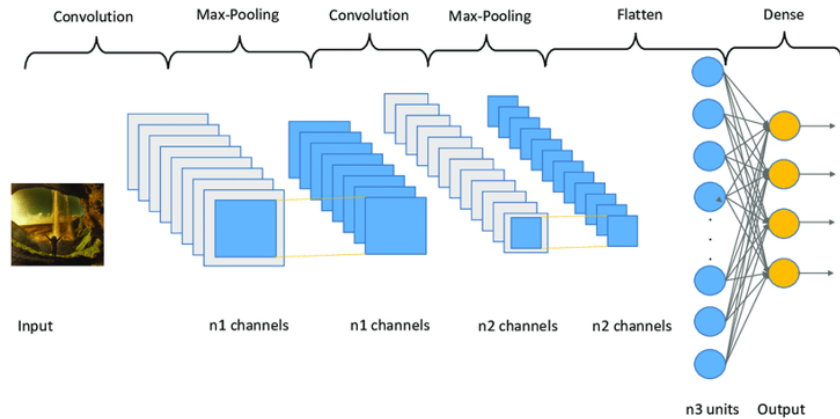 Convolution Max-Pooling Convolution Max-Pooling Flatten Dense
Input n1 channels n1 channels n2 channels n2 channels
n3 units Output